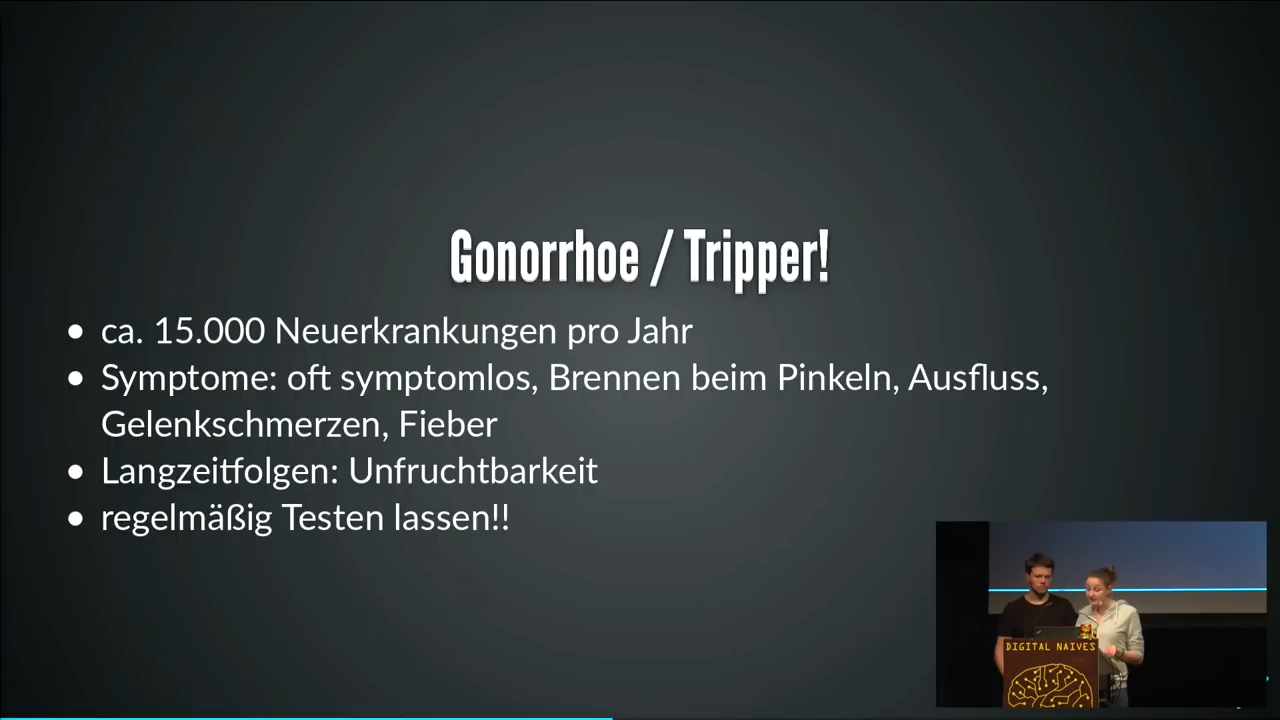 Gonorrhoe / Tripper!
ca. 15.000 Neuerkrankungen pro Jahr
Symptome: oft symptomlos, Brennen beim Pinkeln, Ausfluss,
Gelenkschmerzen, Fieber
Langzeitfolgen: Unfruchtbarkeit
regelmäßig Testen lassen!!
DIGITAL NAIVES